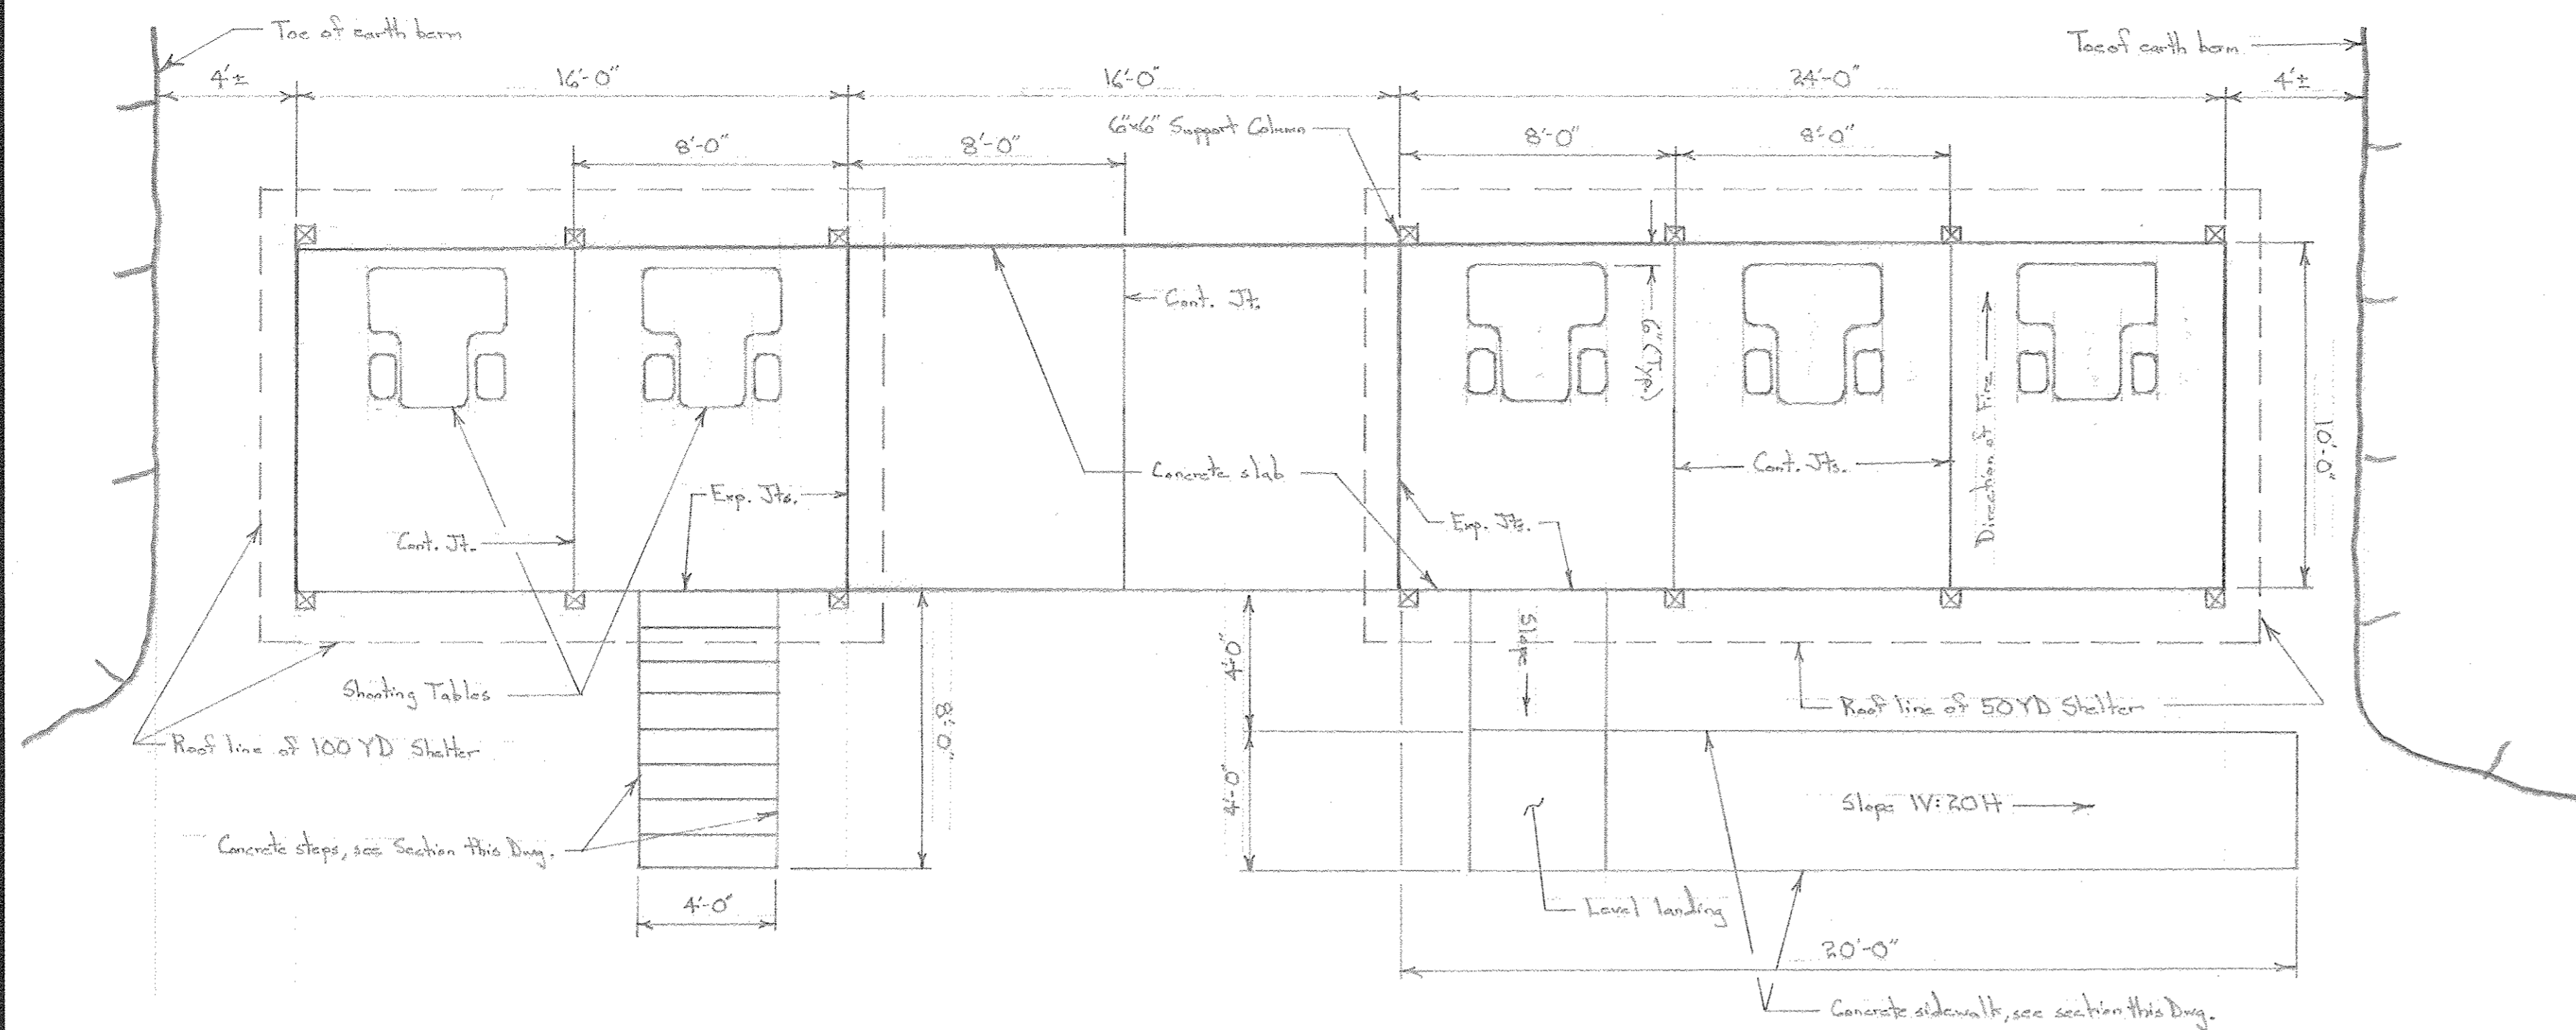 Toe of earth berm
Toe of earth berm
4'±
16'-0"
16'-0"
24'-0"
4'±
6"x6" Support Column
8'-0"
8'-0"
8'-0"
8'-0"
Cont. Jt.
6" (Typ.)
Direction of Fire
10'-0"
Concrete slab
Cont. Jts.
Exp. Jts.
Exp. Jts.
Cont. Jt.
Slope
4'-0"
Shooting Tables
8'-0"
Roof line of 50 YD Shelter
Roof line of 100 YD Shelter
4'-0"
Slope 1V:20H
Concrete steps, see Section this Dwg.
4'-0"
Level landing
20'-0"
Concrete sidewalk, see section this Dwg.